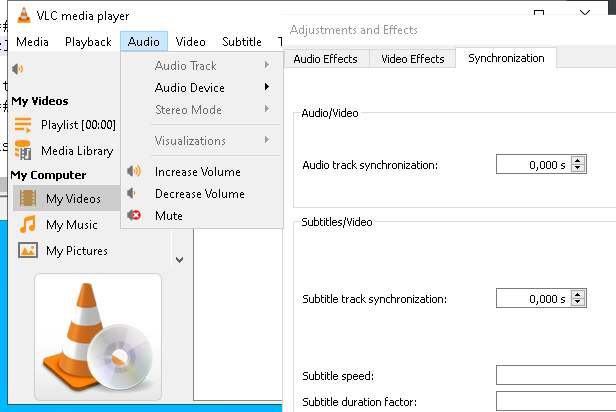 VLC media player
Media Playback Audio Video Subtitle T
Audio Track
Audio Device
Stereo Mode
Visualizations
Increase Volume
Decrease Volume
Mute
My Videos
Playlist [00:00]
Media Library
My Computer
My Videos
My Music
My Pictures
Adjustments and Effects
Audio Effects Video Effects Synchronization
Audio/Video
Audio track synchronization: 0,000 s
Subtitles/Video
Subtitle track synchronization: 0,000 s
Subtitle speed:
Subtitle duration factor: